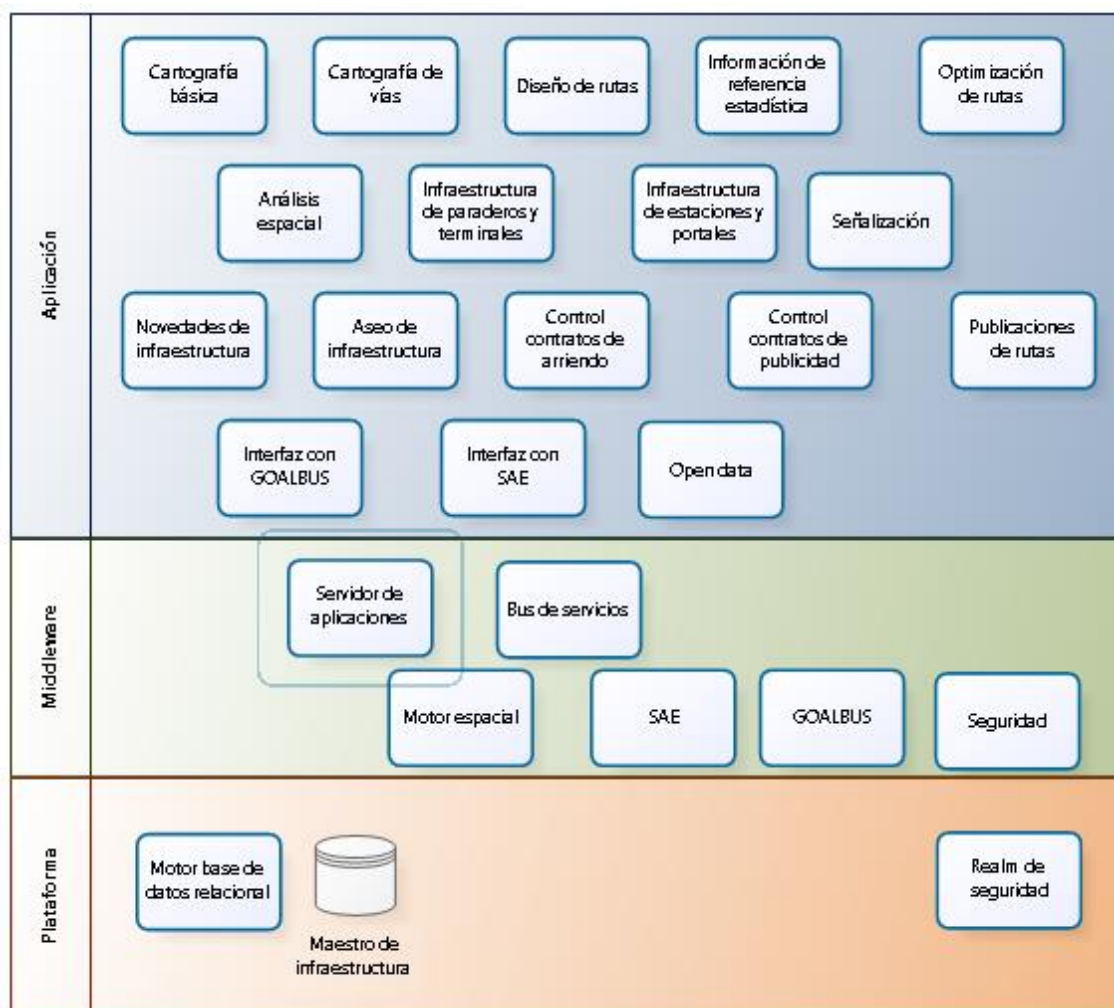 Aplicación
Cartografía
básica
Cartografía de
vías
Diseño de rutas
Información de
referencia
estadística
Optimización
de rutas
Análisis
espacial
Infraestructura
de paraderos y
terminales
Infraestructura
de estaciones y
portales
Señalización
Novedades de
infraestructura
Aseo de
infraestructura
Control
contratos de
arriendo
Control
contratos de
publicidad
Publicaciones
de rutas
Interfaz con
GOALBUS
Interfaz con
SAE
Open data
Middleware
Servidor de
aplicaciones
Bus de servicios
Motor espacial
SAE
GOALBUS
Seguridad
Plataforma
Motor base de
datos relacional
Maestro de
infraestructura
Realm de
seguridad